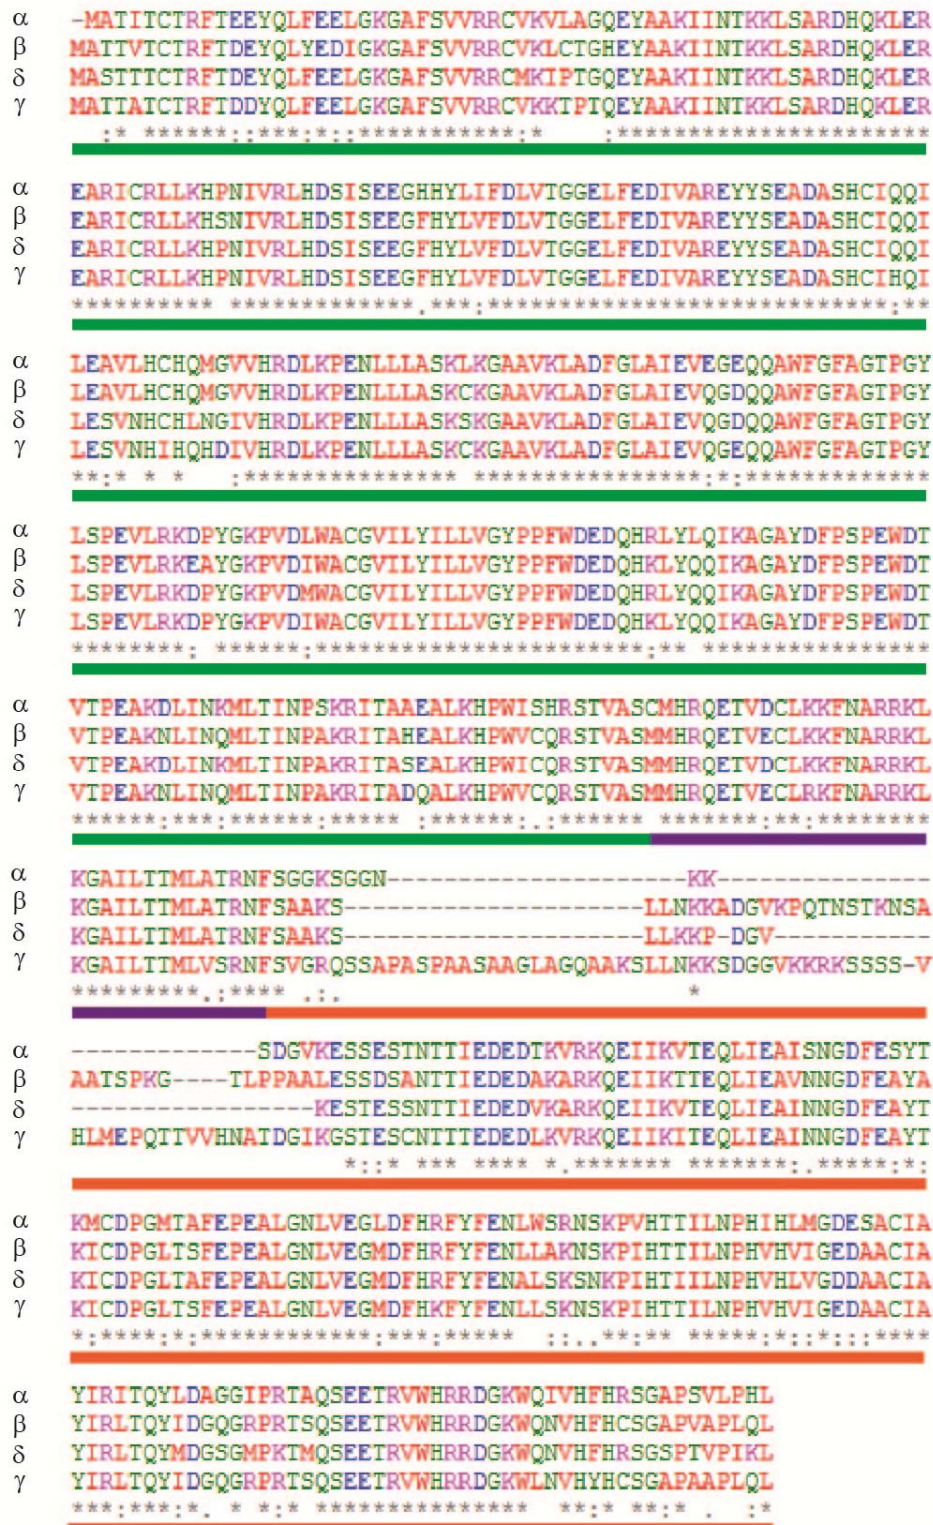 α -MATITCTRFTEEYQLFEELGKGAFSVVRRCVKVLAGQEYAAKIINTKKLSARDHQKLER
β MATTVTCTRFTDEYQLYEDIGKGAFSVVRRCVKLCTGHEYAAKIINTKKLSARDHQKLER
δ MASTTTCTRFTDEYQLFEELGKGAFSVVRRCMKIPTGQEYAAKIINTKKLSARDHQKLER
γ MATTATCTRFTDDYQLFEELGKGAFSVVRRCVKKTPTQEYAAKIINTKKLSARDHQKLER
:* ******::***:*::***********:*   :*********************
α EARICRLLKHPNIVRLHDSISEEGHHYLIFDLVTGGELFEDIVAREYYSEADASHCIQQI
β EARICRLLKHSNIVRLHDSISEEGFHYLVFDLVTGGELFEDIVAREYYSEADASHCIQQI
δ EARICRLLKHPNIVRLHDSISEEGFHYLVFDLVTGGELFEDIVAREYYSEADASHCIQQI
γ EARICRLLKHPNIVRLHDSISEEGFHYLVFDLVTGGELFEDIVAREYYSEADASHCIHQI
********** *************.***:****************************:**
α LEAVLHCHQMGVVHRDLKPENLLLASKLKGAAVKLADFGLAIEVEGEQQAWFGFAGTPGY
β LEAVLHCHQMGVVHRDLKPENLLLASKCKGAAVKLADFGLAIEVQGDQQAWFGFAGTPGY
δ LESVNHCHLNGIVHRDLKPENLLLASKSKGAAVKLADFGLAIEVQGDQQAWFGFAGTPGY
γ LESVNHIHQHDIVHRDLKPENLLLASKCKGAAVKLADFGLAIEVQGEQQAWFGFAGTPGY
**:* * *   :*************** ****************:*:*************
α LSPEVLRKDPYGKPVDLWACGVILYILLVGYPPFWDEDQHRLYLQIKAGAYDFPSPEWDT
β LSPEVLRKEAYGKPVDIWACGVILYILLVGYPPFWDEDQHKLYQQIKAGAYDFPSPEWDT
δ LSPEVLRKDPYGKPVDMWACGVILYILLVGYPPFWDEDQHRLYQQIKAGAYDFPSPEWDT
γ LSPEVLRKDPYGKPVDIWACGVILYILLVGYPPFWDEDQHKLYQQIKAGAYDFPSPEWDT
********: ******:***********************:** ****************
α VTPEAKDLINKMLTINPSKRITAAEALKHPWISHRSTVASCMHRQETVDCLKKFNARRKL
β VTPEAKNLINQMLTINPAKRITAHEALKHPWVCQRSTVASMMHRQETVECLKKFNARRKL
δ VTPEAKDLINKMLTINPAKRITASEALKHPWICQRSTVASMMHRQETVDCLKKFNARRKL
γ VTPEAKNLINQMLTINPAKRITADQALKHPWVCQRSTVASMMHRQETVECLRKFNARRKL
******:***:******:***** :******:.:****** *******:**:********
α KGAILTTMLATRNFSGGKSGGN---------------------KK---------------
β KGAILTTMLATRNFSAAKS---------------------LLNKKADGVKPQTNSTKNSA
δ KGAILTTMLATRNFSAAKS---------------------LLKKP-DGV-----------
γ KGAILTTMLVSRNFSVGRQSSAPASPAASAAGLAGQAAKSLLNKKSDGGVKKRKSSSS-V
*********.:**** .:.                        *
α -------------SDGVKESSESTNTTIEDEDTKVRKQEIIKVTEQLIEAISNGDFESYT
β AATSPKG----TLPPAALESSDSANTTIEDEDAKARKQEIIKTTEQLIEAVNNGDFEAYA
δ -----------------KESTESSNTTIEDEDVKARKQEIIKVTEQLIEAINNGDFEAYT
γ HLMEPQTTVVHNATDGIKGSTESCNTTTEDEDLKVRKQEIIKITEQLIEAINNGDFEAYT
*::* *** **** *.******* *******:.*****:*:
α KMCDPGMTAFEPEALGNLVEGLDFHRFYFENLWSRNSKPVHTTILNPHIHLMGDESACIA
β KICDPGLTSFEPEALGNLVEGMDFHRFYFENLLAKNSKPIHTTILNPHVHVIGEDAACIA
δ KICDPGLTAFEPEALGNLVEGMDFHRFYFENALSKSNKPIHTIILNPHVHLVGDDAACIA
γ KICDPGLTSFEPEALGNLVEGMDFHKFYFENLLSKNSKPIHTTILNPHVHVIGEDAACIA
*:****:*:************:***:*****  ::..**:** *****:*::*:::****
α YIRITQYLDAGGIPRTAQSEETRVWHRRDGKWQIVHFHRSGAPSVLPHL
β YIRLTQYIDGQGRPRTSQSEETRVWHRRDGKWQNVHFHCSGAPVAPLQL
δ YIRLTQYMDGSGMPKTMQSEETRVWHRRDGKWQNVHFHRSGSPTVPIKL
γ YIRLTQYIDGQGRPRTSQSEETRVWHRRDGKWLNVHYHCSGAPAAPLQL
***:***:*. * *:* ***************  **:* **:* .  :*